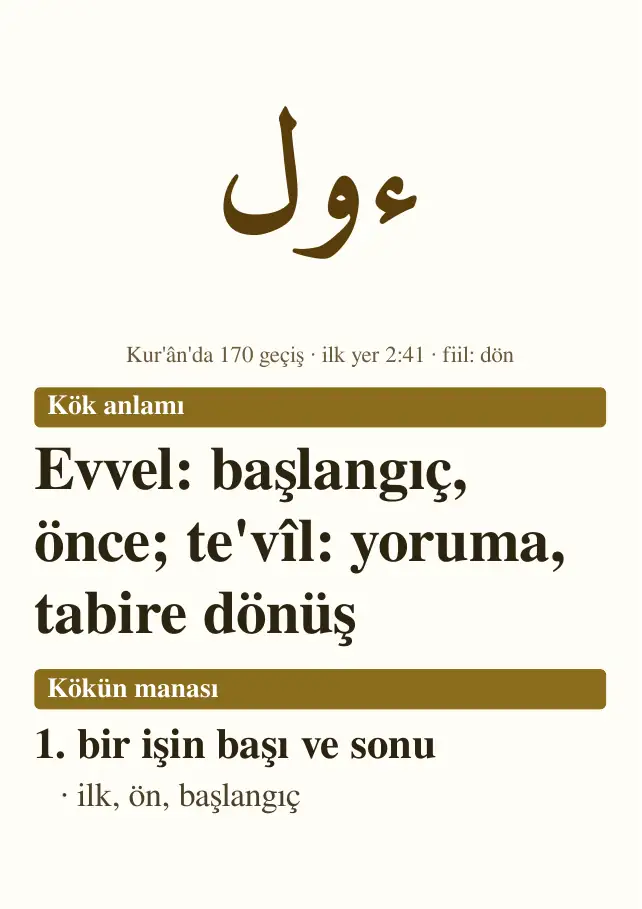 ءول
Kur'ân'da 170 geçiş · ilk yer 2:41 · fiil: dön
Kök anlamı
Evvel: başlangıç,
önce; te'vîl: yoruma,
tabire dönüş
Kökün manası
1. bir işin başı ve sonu
· ilk, ön, başlangıç